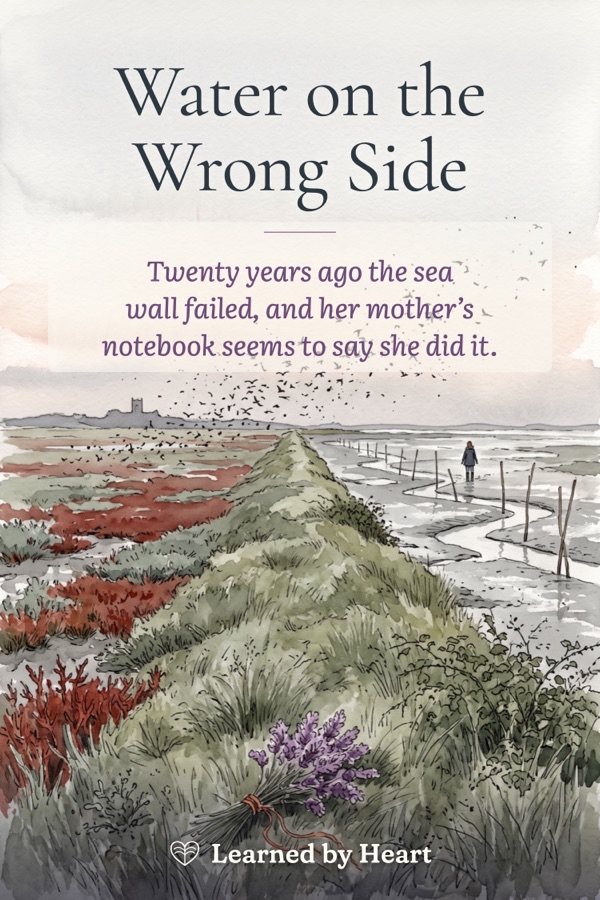 Water on the
Wrong Side
Twenty years ago the sea
wall failed, and her mother’s
notebook seems to say she did it.
Learned by Heart